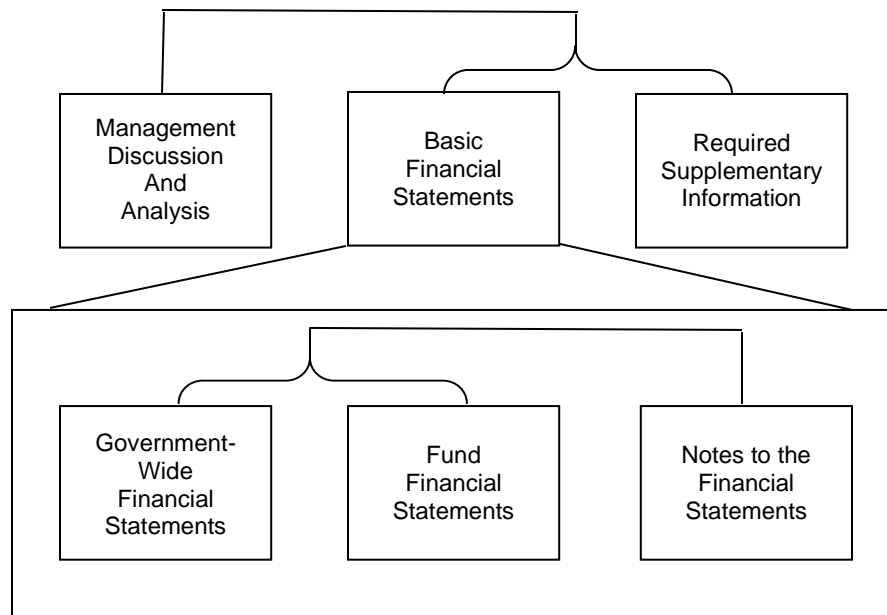 Management
Discussion
And
Analysis
Basic
Financial
Statements
Required
Supplementary
Information
Government-
Wide
Financial
Statements
Fund
Financial
Statements
Notes to the
Financial
Statements